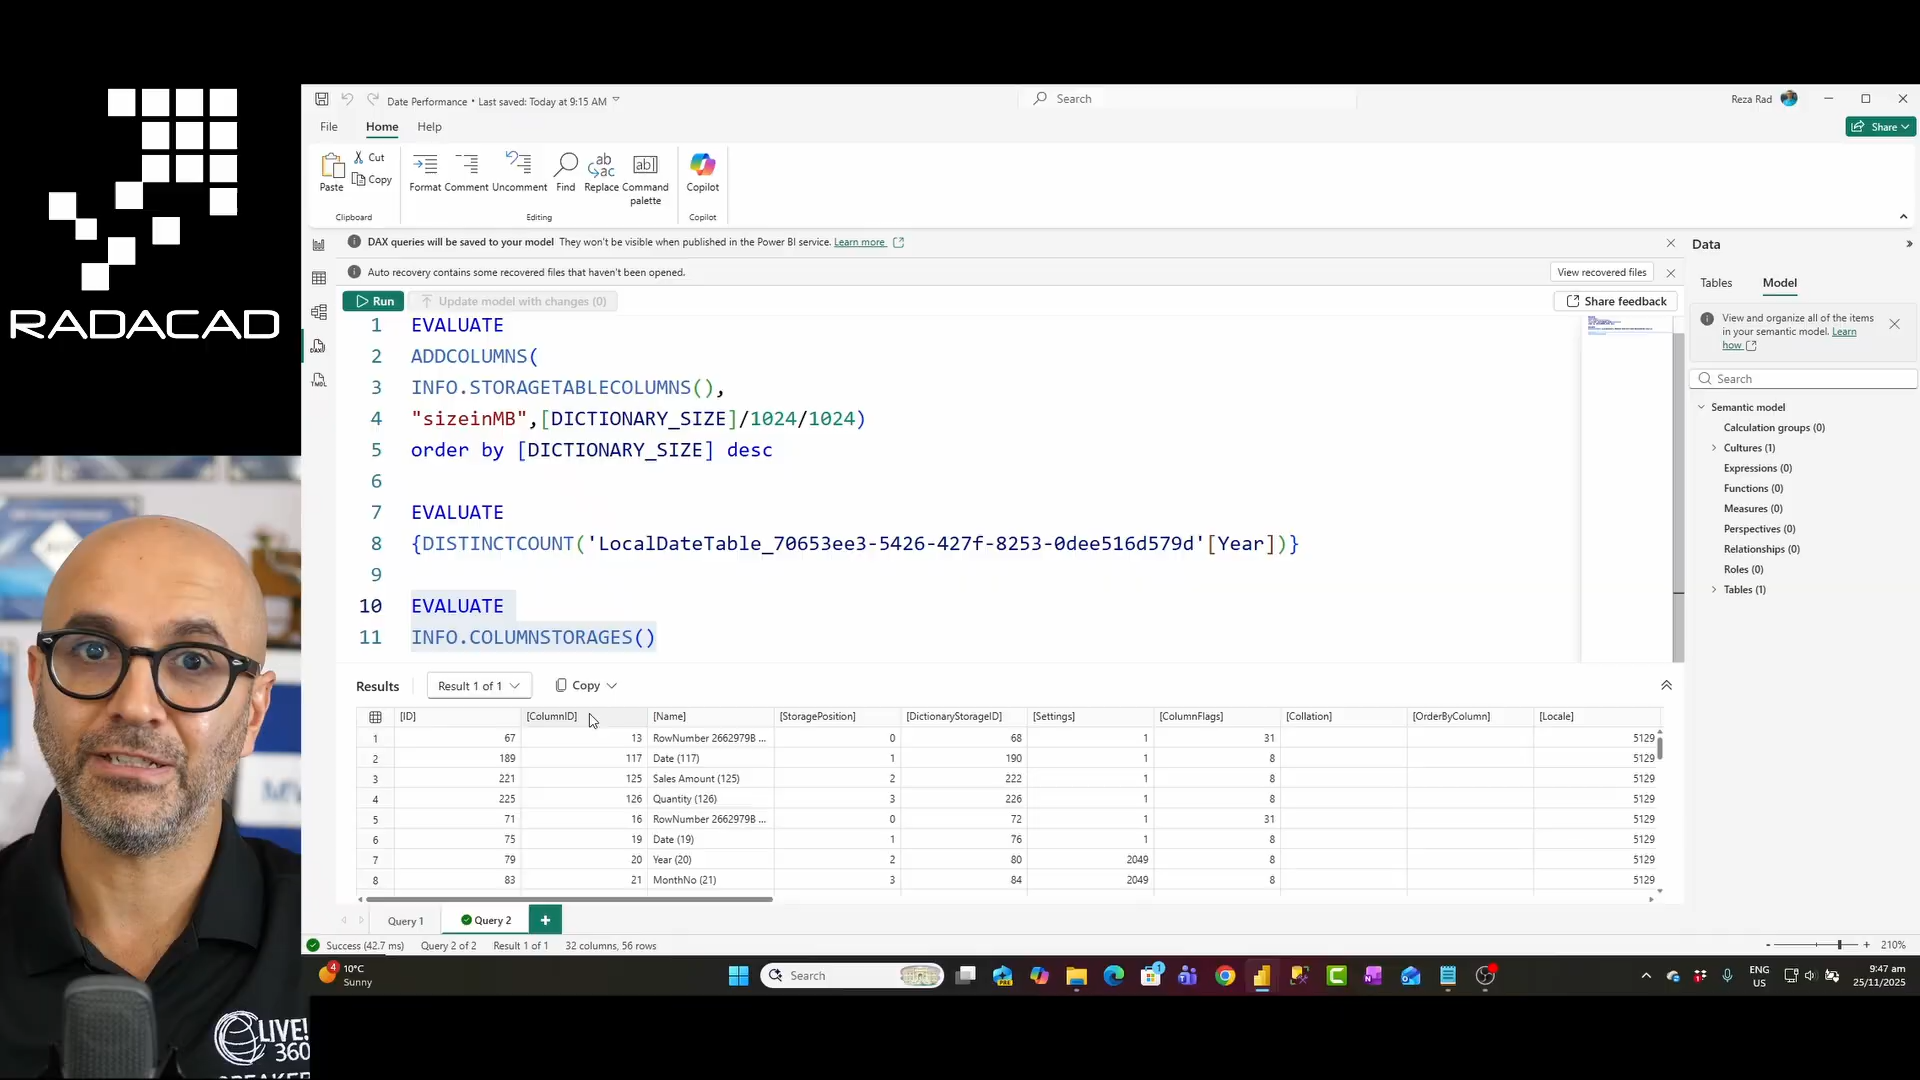 RADACAD
Date Performance • Last saved: Today at 9:15 AM
Search
Reza Rad
File
Home
Help
Share
Paste
Cut
Copy
Format
Comment
Uncomment
Find
Replace
Command palette
Copilot
Clipboard
Editing
Copilot
DAX queries will be saved to your model They won't be visible when published in the Power BI service. Learn more
Auto recovery contains some recovered files that haven't been opened.
View recovered files
Run
Update model with changes (0)
Share feedback
1 EVALUATE
2 ADDCOLUMNS(
3 INFO.STORAGETABLECOLUMNS(),
4 "sizeinMB",[DICTIONARY_SIZE]/1024/1024)
5 order by [DICTIONARY_SIZE] desc
6
7 EVALUATE
8 {DISTINCTCOUNT('LocalDateTable_70653ee3-5426-427f-8253-0dee516d579d'[Year])}
9
10 EVALUATE
11 INFO.COLUMNSTORAGES()
Data
Tables
Model
View and organize all of the items
in your semantic model. Learn
how
Search
Semantic model
Calculation groups (0)
Cultures (1)
Expressions (0)
Functions (0)
Measures (0)
Perspectives (0)
Relationships (0)
Roles (0)
Tables (1)
Results
Result 1 of 1
Copy
[ID] [ColumnID] [Name] [StoragePosition] [DictionaryStorageID] [Settings] [ColumnFlags] [Collation] [OrderByColumn] [Locale]
1 67 13 RowNumber 2662979B ... 0 68 1 31 5129
2 189 117 Date (117) 1 190 1 8 5129
3 221 125 Sales Amount (125) 2 222 1 8 5129
4 225 126 Quantity (126) 3 226 1 8 5129
5 71 16 RowNumber 2662979B ... 0 72 1 31 5129
6 75 19 Date (19) 1 76 1 8 5129
7 79 20 Year (20) 2 80 2049 8 5129
8 83 21 MonthNo (21) 3 84 2049 8 5129
Query 1
Query 2
Success (42.7 ms) Query 2 of 2 Result 1 of 1 32 columns, 56 rows
210%
4
10°C
Sunny
Search
PRE
1
ENG
US
9:47 am
25/11/2025
LIVE!
360